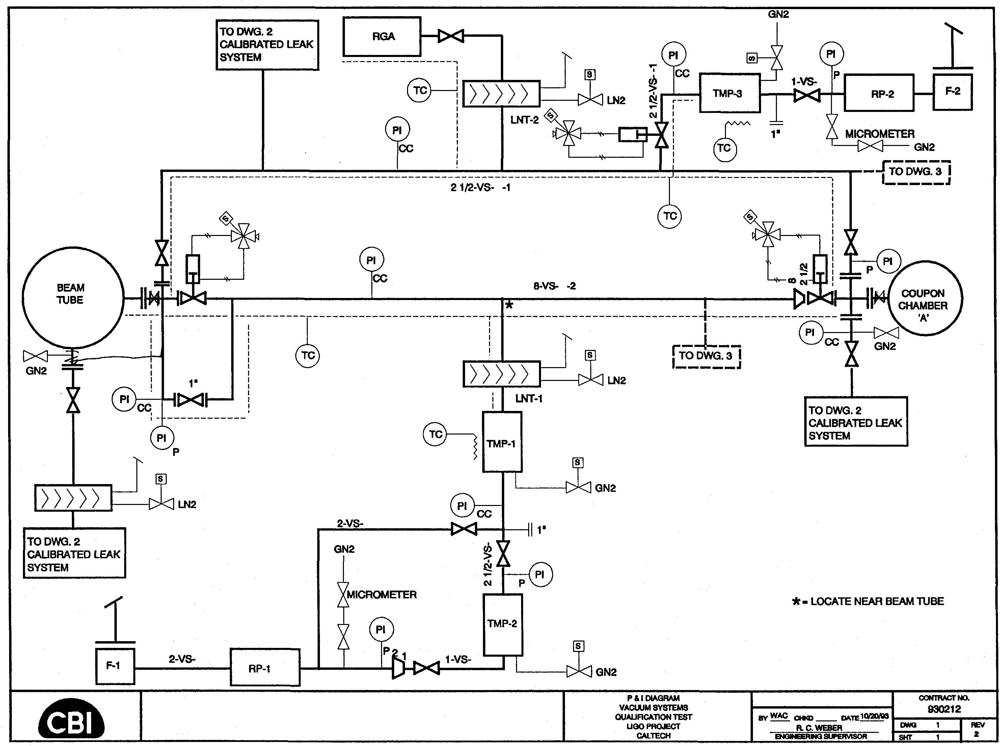 GN2
TO DWG. 2
CALIBRATED LEAK
SYSTEM
RGA
PI
CC
S
PI
P
TC
S
LN2
LNT-2
2 1/2-VS- -1
TMP-3
1-VS-
RP-2
F-2
S
PI
CC
TC
1"
MICROMETER
GN2
TO DWG. 3
2 1/2-VS- -1
TC
S
S
BEAM
TUBE
PI
CC
8-VS- -2
*
8
2 1/2
PI
P
COUPON
CHAMBER
'A'
PI
CC
GN2
GN2
TC
S
LN2
LNT-1
TO DWG. 3
1"
PI
CC
PI
P
TO DWG. 2
CALIBRATED LEAK
SYSTEM
TC
TMP-1
S
GN2
S
LN2
PI
CC
2-VS-
1"
TO DWG. 2
CALIBRATED LEAK
SYSTEM
GN2
2 1/2-VS-
PI
P
MICROMETER
* = LOCATE NEAR BEAM TUBE
PI
P
2
1
TMP-2
S
GN2
F-1
2-VS-
RP-1
1-VS-
CBI
P & I DIAGRAM
VACUUM SYSTEMS
QUALIFICATION TEST
LIGO PROJECT
CALTECH
BY WAC CHKD DATE 10/20/93
R. C. WEBER
ENGINEERING SUPERVISOR
CONTRACT NO.
930212
DWG 1
SHT 1
REV
2